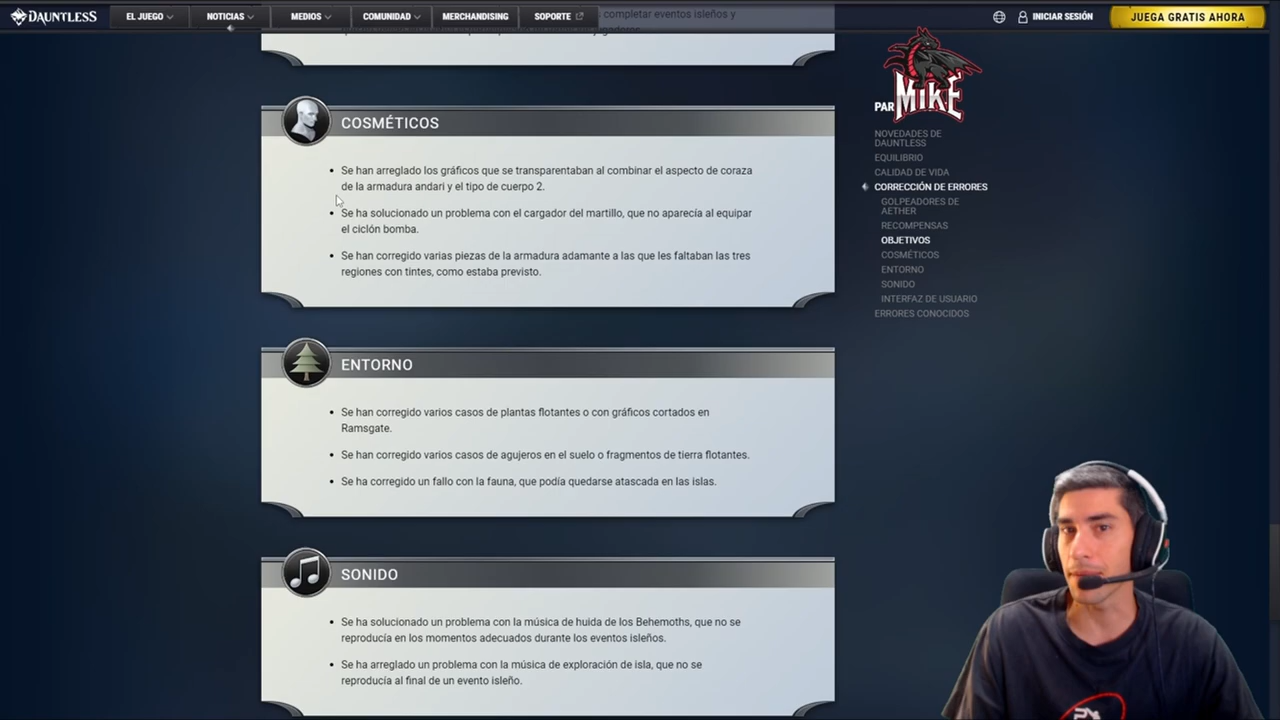 DAUNTLESS
EL JUEGO
NOTICIAS
MEDIOS
COMUNIDAD
MERCHANDISING
SOPORTE
INICIAR SESIÓN
JUEGA GRATIS AHORA
completar eventos isleños y
COSMÉTICOS
• Se han arreglado los gráficos que se transparentaban al combinar el aspecto de coraza
de la armadura andari y el tipo de cuerpo 2.
• Se ha solucionado un problema con el cargador del martillo, que no aparecía al equipar
el ciclón bomba.
• Se han corregido varias piezas de la armadura adamante a las que les faltaban las tres
regiones con tintes, como estaba previsto.
ENTORNO
• Se han corregido varios casos de plantas flotantes o con gráficos cortados en
Ramsgate.
• Se han corregido varios casos de agujeros en el suelo o fragmentos de tierra flotantes.
• Se ha corregido un fallo con la fauna, que podía quedarse atascada en las islas.
SONIDO
• Se ha solucionado un problema con la música de huida de los Behemoths, que no se
reproducía en los momentos adecuados durante los eventos isleños.
• Se ha arreglado un problema con la música de exploración de isla, que no se
reproducía al final de un evento isleño.
PAR
MIKE
NOVEDADES DE
DAUNTLESS
EQUILIBRIO
CALIDAD DE VIDA
CORRECCIÓN DE ERRORES
GOLPEADORES DE
AETHER
RECOMPENSAS
OBJETIVOS
COSMÉTICOS
ENTORNO
SONIDO
INTERFAZ DE USUARIO
ERRORES CONOCIDOS